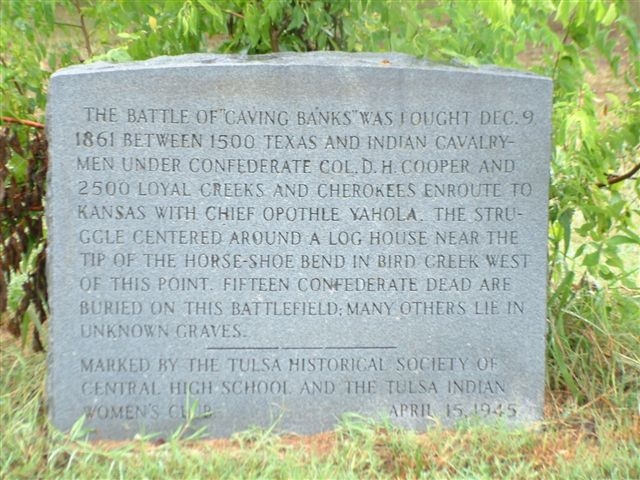 THE BATTLE OF "CAVING BANKS" WAS FOUGHT DEC. 9
1861 BETWEEN 1500 TEXAS AND INDIAN CAVALRY-
MEN UNDER CONFEDERATE COL. D. H. COOPER AND
2500 LOYAL CREEKS AND CHEROKEES ENROUTE TO
KANSAS WITH CHIEF OPOTHLE YAHOLA. THE STRU-
GGLE CENTERED AROUND A LOG HOUSE NEAR THE
TIP OF THE HORSE-SHOE BEND IN BIRD CREEK WEST
OF THIS POINT. FIFTEEN CONFEDERATE DEAD ARE
BURIED ON THIS BATTLEFIELD; MANY OTHERS LIE IN
UNKNOWN GRAVES.
MARKED BY THE TULSA HISTORICAL SOCIETY OF
CENTRAL HIGH SCHOOL AND THE TULSA INDIAN
WOMEN'S CLUB APRIL 15, 1945